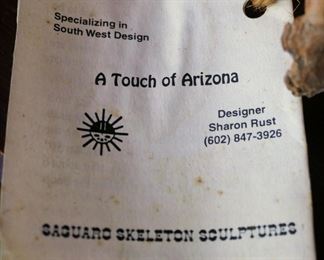 Specializing in
South West Design
A Touch of Arizona
Designer
Sharon Rust
(602) 847-3926
SAGUARO SKELETON SCULPTURES